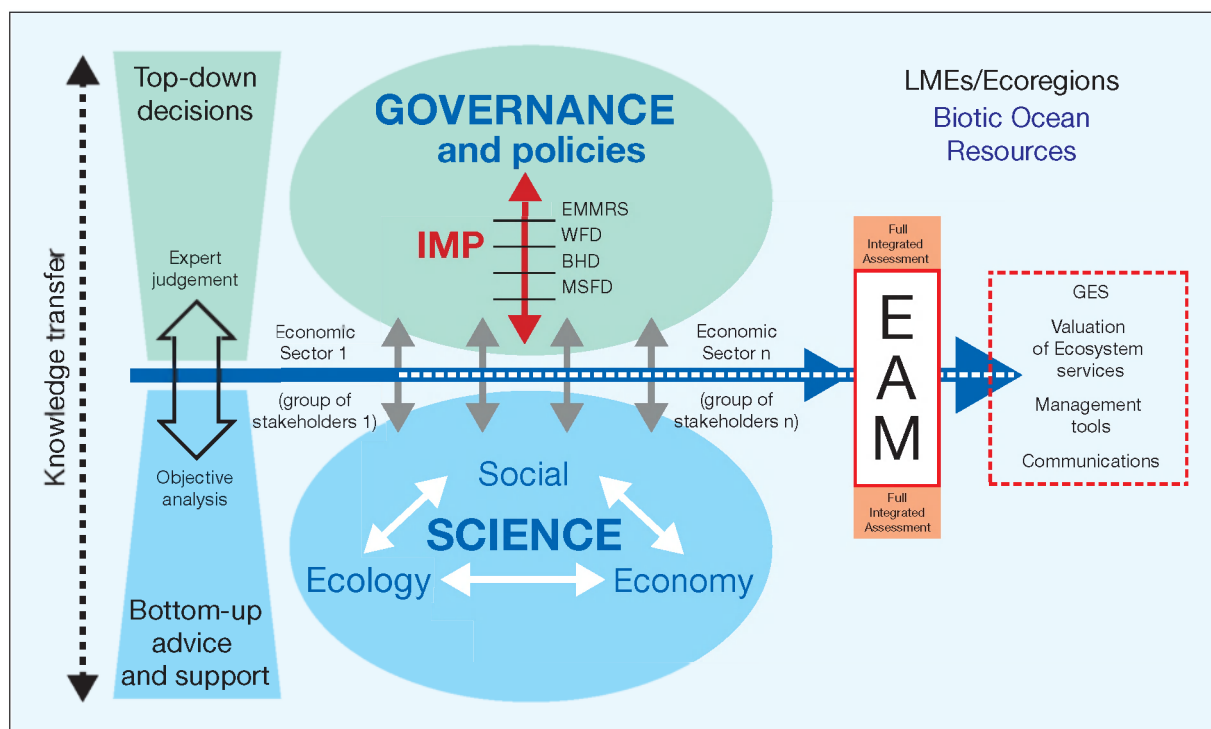 Knowledge transfer
Top-down
decisions
Expert
judgement
Objective
analysis
Bottom-up
advice
and support
GOVERNANCE
and policies
IMP
EMMRS
WFD
BHD
MSFD
Economic
Sector 1
(group of
stakeholders 1)
Economic
Sector n
(group of
stakeholders n)
Social
SCIENCE
Ecology
Economy
LMEs/Ecoregions
Biotic Ocean
Resources
Full
Integrated
Assessment
E
A
M
Full
Integrated
Assessment
GES
Valuation
of Ecosystem
services
Management
tools
Communications